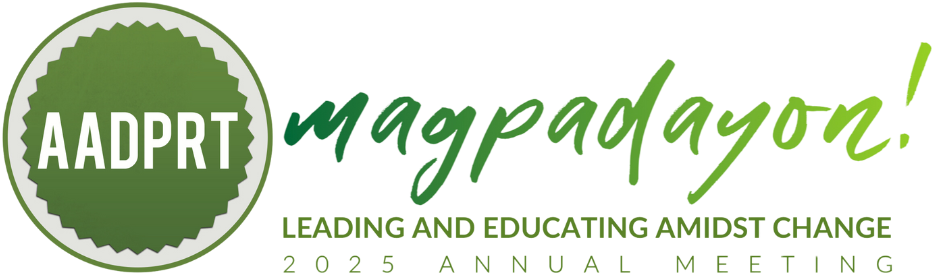 AADPRT
magpadayon!
LEADING AND EDUCATING AMIDST CHANGE
2025 ANNUAL MEETING